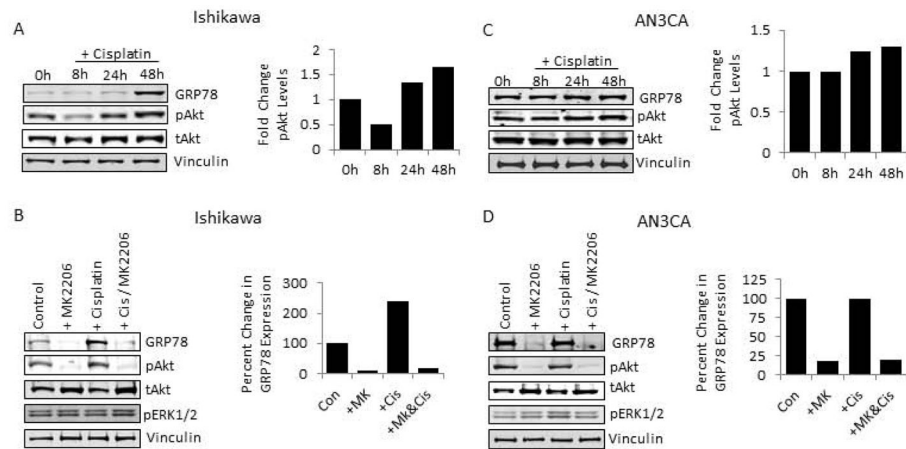 A
Ishikawa
+ Cisplatin
0h 8h 24h 48h
GRP78
pAkt
tAkt
Vinculin
Fold Change
pAkt Levels
2
1.5
1
0.5
0
0h 8h 24h 48h
C
AN3CA
+ Cisplatin
0h 8h 24h 48h
GRP78
pAkt
tAkt
Vinculin
Fold Change
pAkt Levels
1.5
1
0.5
0
0h 8h 24h 48h
B
Ishikawa
Control
+ MK2206
+ Cisplatin
+ Cis / MK2206
GRP78
pAkt
tAkt
pERK1/2
Vinculin
Percent Change in
GRP78 Expression
300
200
100
0
Con
+MK
+Cis
+Mk&Cis
D
AN3CA
Control
+ MK2206
+ Cisplatin
+ Cis / MK2206
GRP78
pAkt
tAkt
pERK1/2
Vinculin
Percent Change in
GRP78 Expression
125
100
75
50
25
0
Con
+MK
+Cis
+Mk&Cis